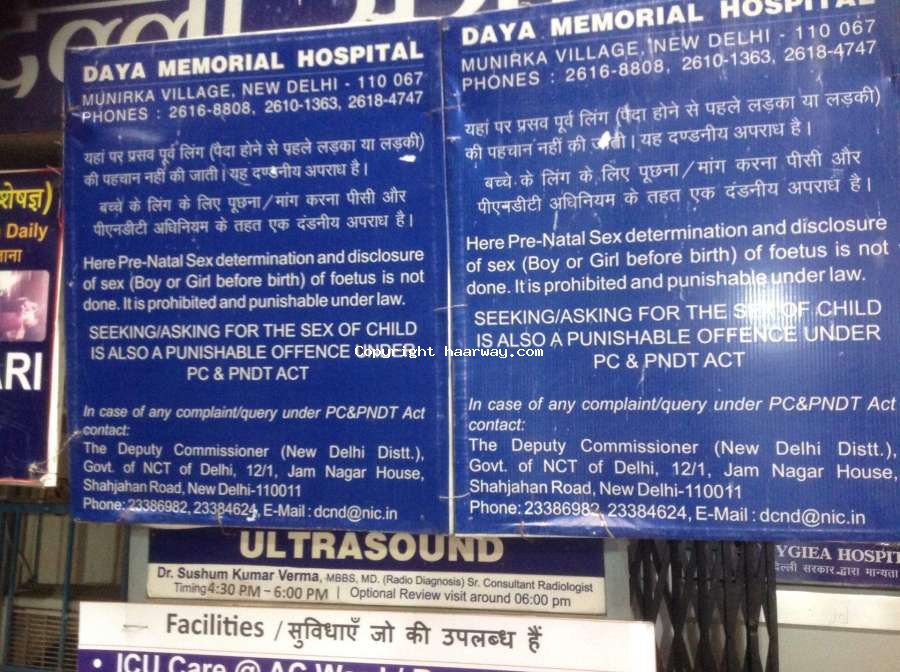 DAYA MEMORIAL HOSPITAL
MUNIRKA VILLAGE, NEW DELHI - 110 067
PHONES : 2616-8808, 2610-1363, 2618-4747
यहां पर प्रसव पूर्व लिंग (पैदा होने से पहले लड़का या लड़की)
की पहचान नहीं की जाती। यह दण्डनीय अपराध है।
बच्चे के लिंग के लिए पूछना/मांग करना पीसी और
पीएनडीटी अधिनियम के तहत एक दंडनीय अपराध है।
Here Pre-Natal Sex determination and disclosure
of sex (Boy or Girl before birth) of foetus is not
done. It is prohibited and punishable under law.
SEEKING/ASKING FOR THE SEX OF CHILD
IS ALSO A PUNISHABLE OFFENCE UNDER
PC & PNDT ACT
In case of any complaint/query under PC&PNDT Act
contact:
The Deputy Commissioner (New Delhi Distt.),
Govt. of NCT of Delhi, 12/1, Jam Nagar House,
Shahjahan Road, New Delhi-110011
Phone: 23386982, 23384624, E-Mail : dcnd@nic.in
DAYA MEMORIAL HOSPITAL
MUNIRKA VILLAGE, NEW DELHI - 110 067
PHONES : 2616-8808, 2610-1363, 2618-4747
यहां पर प्रसव पूर्व लिंग (पैदा होने से पहले लड़का या लड़की)
की पहचान नहीं की जाती। यह दण्डनीय अपराध है।
बच्चे के लिंग के लिए पूछना/मांग करना पीसी और
पीएनडीटी अधिनियम के तहत एक दंडनीय अपराध है।
Here Pre-Natal Sex determination and disclosure
of sex (Boy or Girl before birth) of foetus is not
done. It is prohibited and punishable under law.
SEEKING/ASKING FOR THE SEX OF CHILD
IS ALSO A PUNISHABLE OFFENCE UNDER
PC & PNDT ACT
In case of any complaint/query under PC&PNDT Act
contact:
The Deputy Commissioner (New Delhi Distt.),
Govt. of NCT of Delhi, 12/1, Jam Nagar House,
Shahjahan Road, New Delhi-110011
Phone: 23386982, 23384624, E-Mail : dcnd@nic.in
CopyRight haarway.com
Daily
ARI
ULTRASOUND
Dr. Sushum Kumar Verma, MBBS, MD. (Radio Diagnosis) Sr. Consultant Radiologist
Timing 4:30 PM - 6:00 PM | Optional Review visit around 06:00 pm
YGIEA HOSPIT
दिल्ली सरकार द्वारा मान्यता
Facilities / सुविधाएँ जो की उपलब्ध हैं
• ICU Care @ AC Ward /